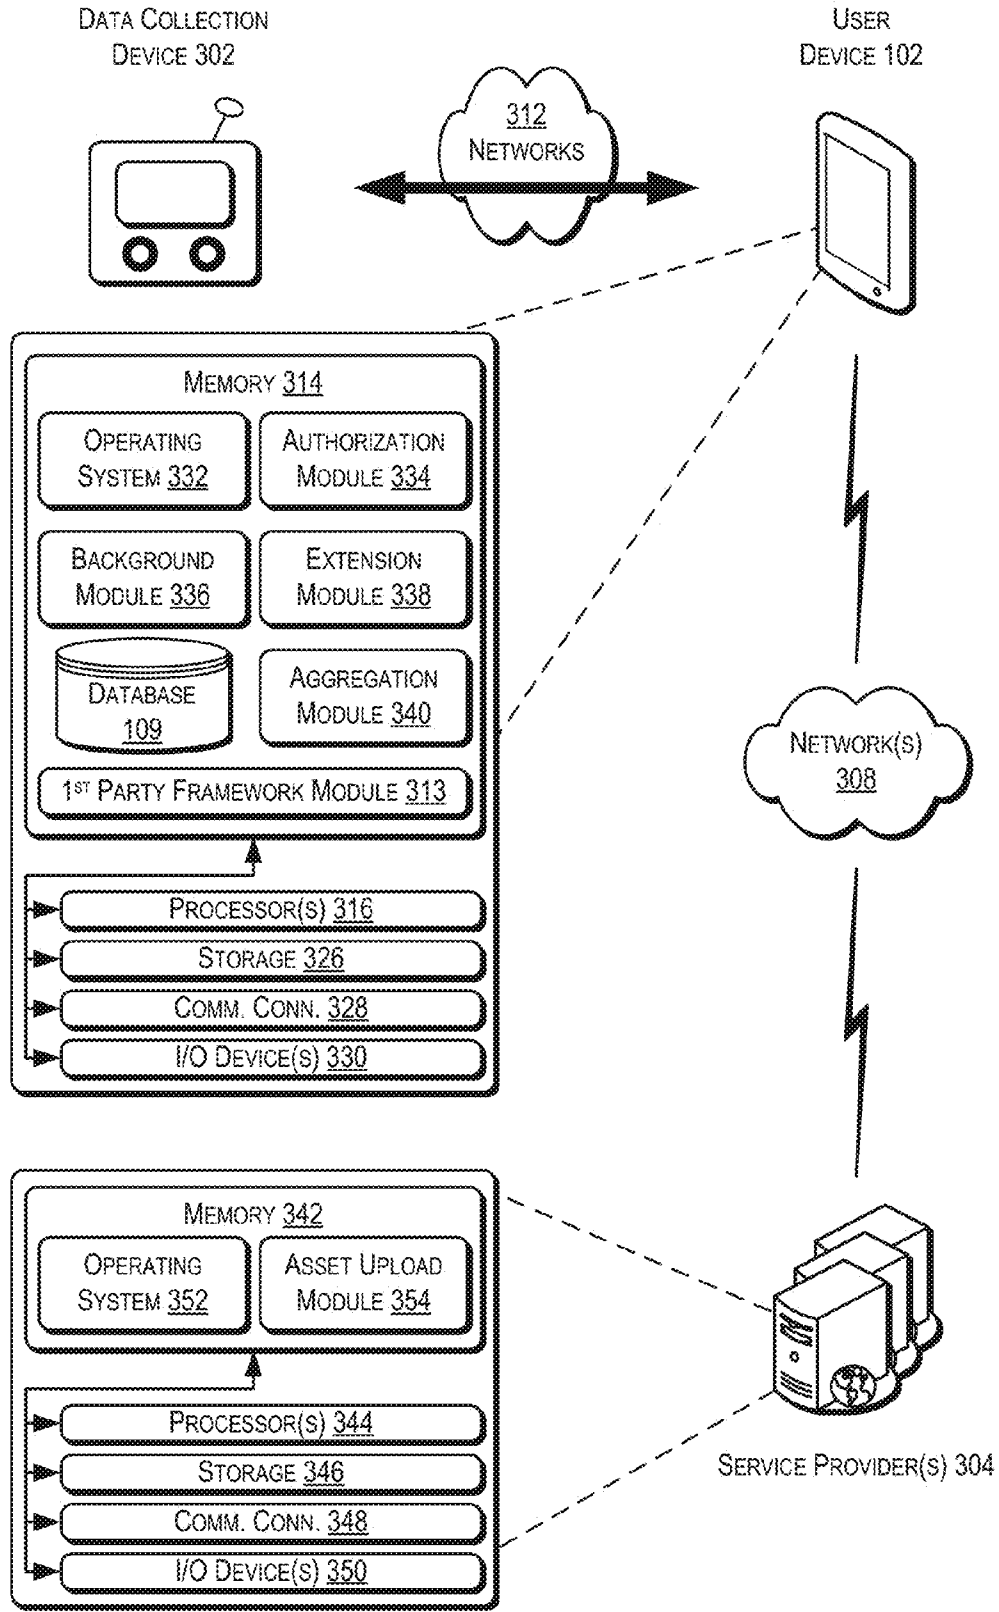 DATA COLLECTION
DEVICE 302
USER
DEVICE 102
312
NETWORKS
MEMORY 314
OPERATING
SYSTEM 332
AUTHORIZATION
MODULE 334
BACKGROUND
MODULE 336
EXTENSION
MODULE 338
DATABASE
109
AGGREGATION
MODULE 340
1ST PARTY FRAMEWORK MODULE 313
PROCESSOR(S) 316
STORAGE 326
COMM. CONN. 328
I/O DEVICE(S) 330
NETWORK(S)
308
MEMORY 342
OPERATING
SYSTEM 352
ASSET UPLOAD
MODULE 354
PROCESSOR(S) 344
STORAGE 346
COMM. CONN. 348
I/O DEVICE(S) 350
SERVICE PROVIDER(S) 304